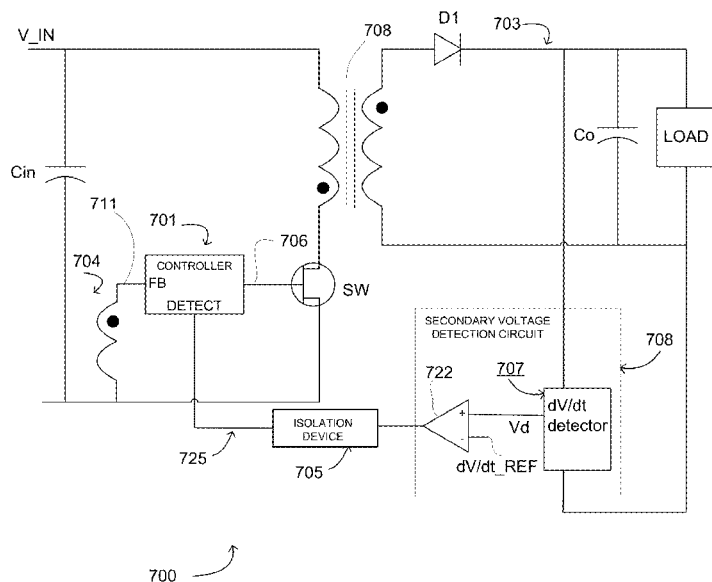 708
D1
703
V_IN
Co
LOAD
Cin
711
701
706
704
CONTROLLER
FB
DETECT
SW
SECONDARY VOLTAGE
DETECTION CIRCUIT
708
722
707
dV/dt
detector
+
Vd
-
dV/dt_REF
ISOLATION
DEVICE
725
705
700